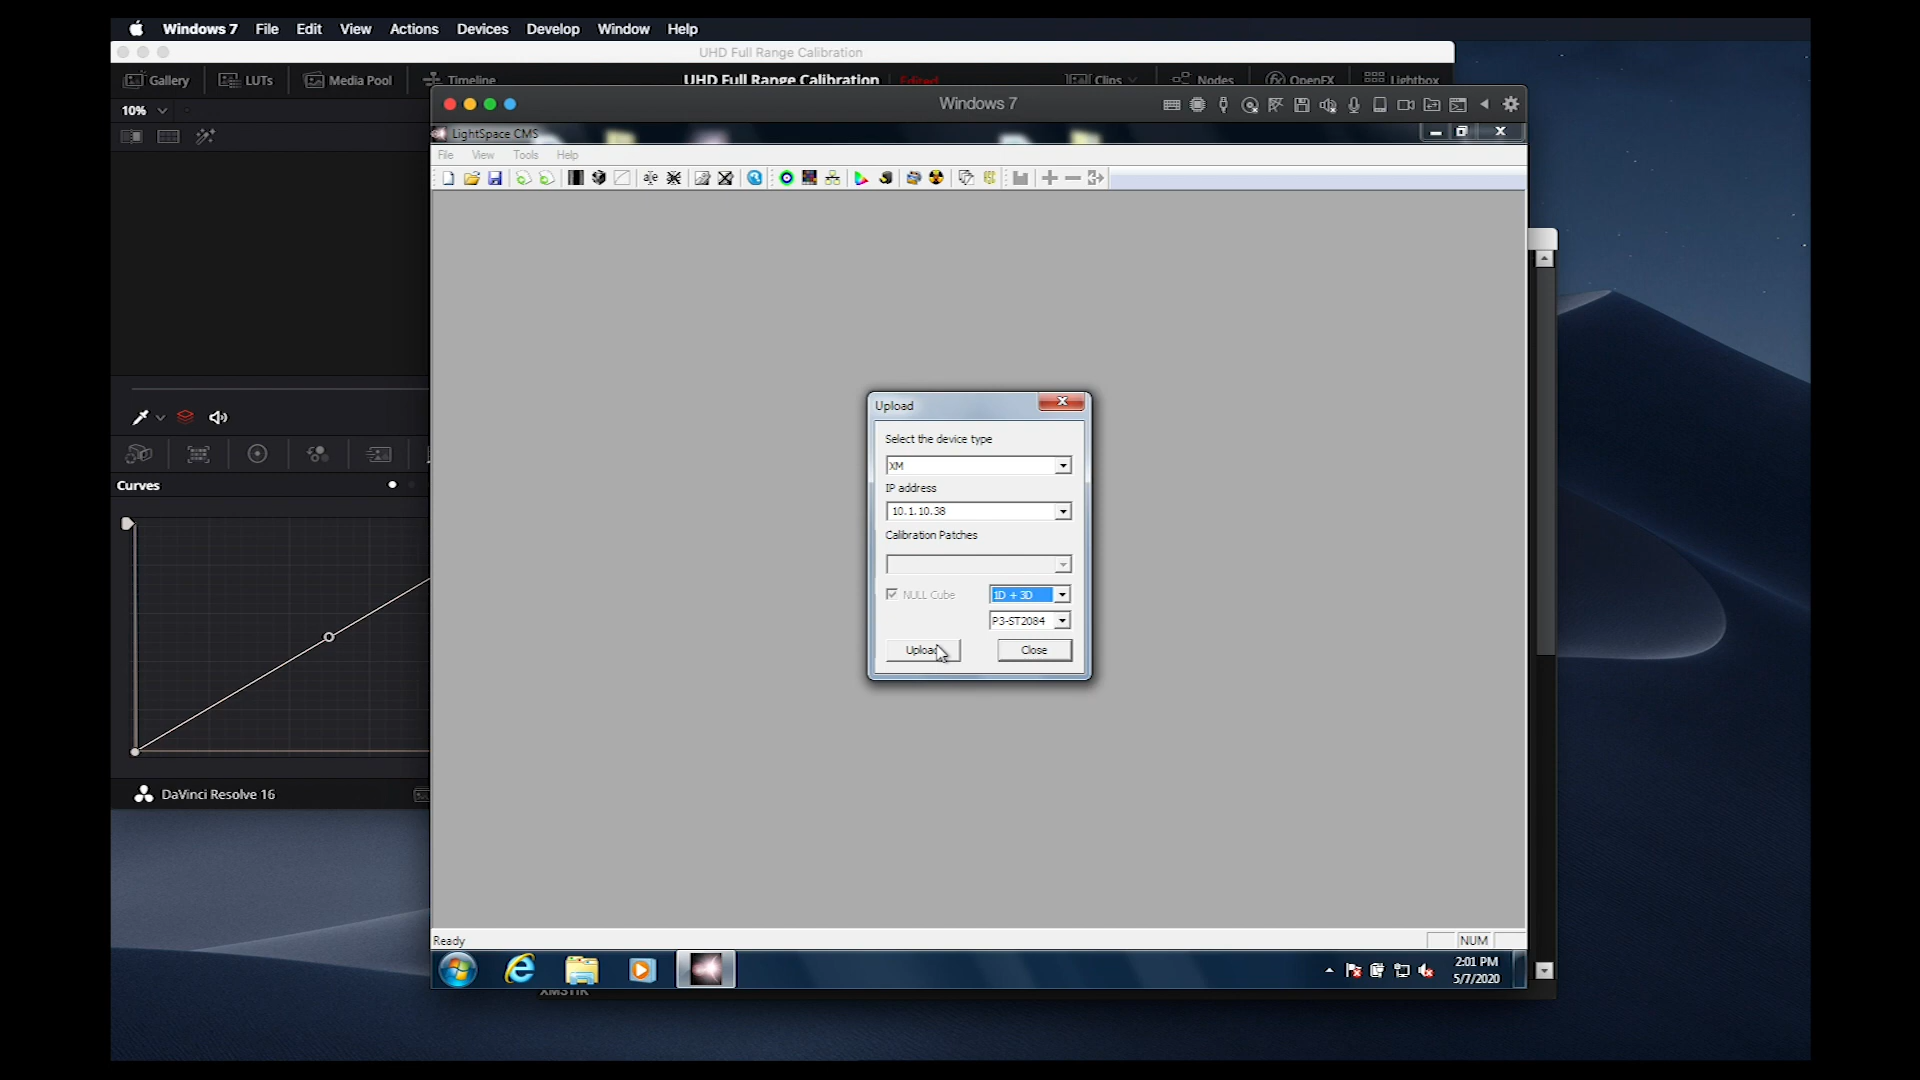 Windows 7 File Edit View Actions Devices Develop Window Help
UHD Full Range Calibration
Gallery LUTs Media Pool Timeline UHD Full Range Calibration Edited Clips Nodes OpenFX Lightbox
10%
Windows 7
LightSpace CMS
File View Tools Help
Upload
Select the device type
XM
IP address
10.1.10.38
Calibration Patches
NULL Cube 1D + 3D
P3-ST2084
Upload Close
Curves
DaVinci Resolve 16
Ready NUM
2:01 PM
5/7/2020